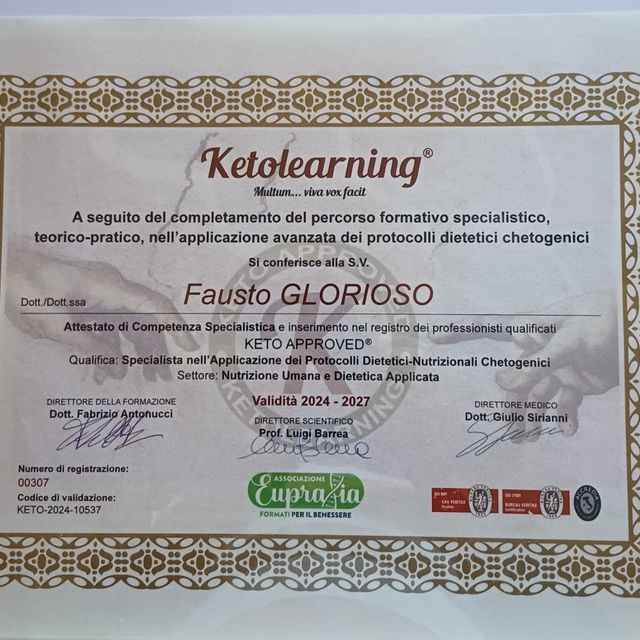 Ketolearning®
Multum... viva vox facit
A seguito del completamento del percorso formativo specialistico,
teorico-pratico, nell'applicazione avanzata dei protocolli dietetici chetogenici
Si conferisce alla S.V.
Dott./Dott.ssa Fausto GLORIOSO
Attestato di Competenza Specialistica e inserimento nel registro dei professionisti qualificati
KETO APPROVED®
Qualifica: Specialista nell'Applicazione dei Protocolli Dietetici-Nutrizionali Chetogenici
Settore: Nutrizione Umana e Dietetica Applicata
Validità 2024 - 2027
DIRETTORE DELLA FORMAZIONE
Dott. Fabrizio Antonucci
DIRETTORE SCIENTIFICO
Prof. Luigi Barrea
DIRETTORE MEDICO
Dott. Giulio Sirianni
Numero di registrazione:
00307
Codice di validazione:
KETO-2024-10537
ASSOCIAZIONE
Eupraxia
FORMATI PER IL BENESSERE